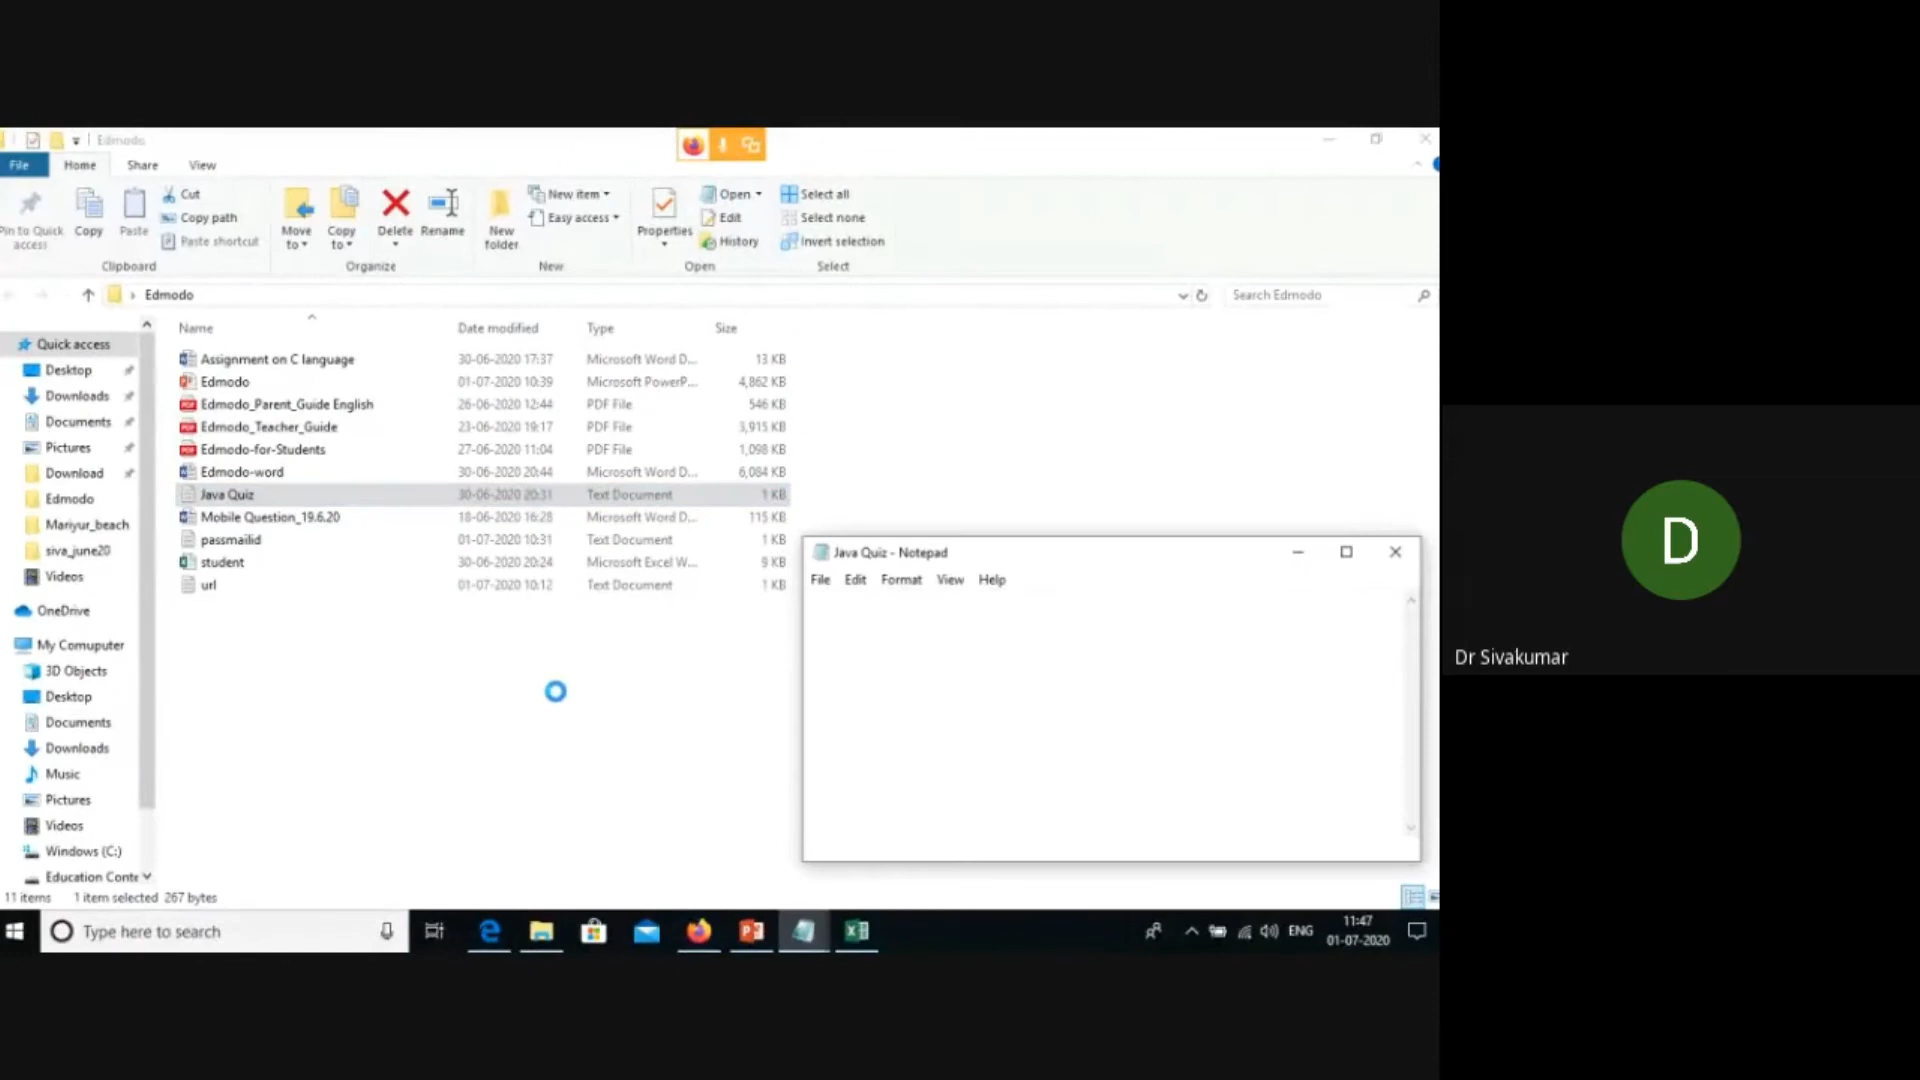 Edmodo
File Home Share View
Pin to Quick access
Copy
Paste
Cut
Copy path
Paste shortcut
Clipboard
Move to
Copy to
Delete
Rename
Organize
New folder
New item
Easy access
New
Properties
Open
Edit
History
Open
Select all
Select none
Invert selection
Select
Edmodo
Search Edmodo
Name Date modified Type Size
Assignment on C language 30-06-2020 17:37 Microsoft Word D... 13 KB
Edmodo 01-07-2020 10:39 Microsoft PowerP... 4,862 KB
Edmodo_Parent_Guide English 26-06-2020 12:44 PDF File 546 KB
Edmodo_Teacher_Guide 23-06-2020 19:17 PDF File 3,915 KB
Edmodo-for-Students 27-06-2020 11:04 PDF File 1,098 KB
Edmodo-word 30-06-2020 20:44 Microsoft Word D... 6,084 KB
Java Quiz 30-06-2020 20:31 Text Document 1 KB
Mobile Question_19.6.20 18-06-2020 16:28 Microsoft Word D... 115 KB
passmailid 01-07-2020 10:31 Text Document 1 KB
student 30-06-2020 20:24 Microsoft Excel W... 9 KB
url 01-07-2020 10:12 Text Document 1 KB
Quick access
Desktop
Downloads
Documents
Pictures
Download
Edmodo
Mariyur_beach
siva_june20
Videos
OneDrive
My Comuputer
3D Objects
Desktop
Documents
Downloads
Music
Pictures
Videos
Windows (C:)
Education Conte
11 items 1 item selected 267 bytes
Java Quiz - Notepad
File Edit Format View Help
Type here to search
ENG
11:47
01-07-2020
D
Dr Sivakumar